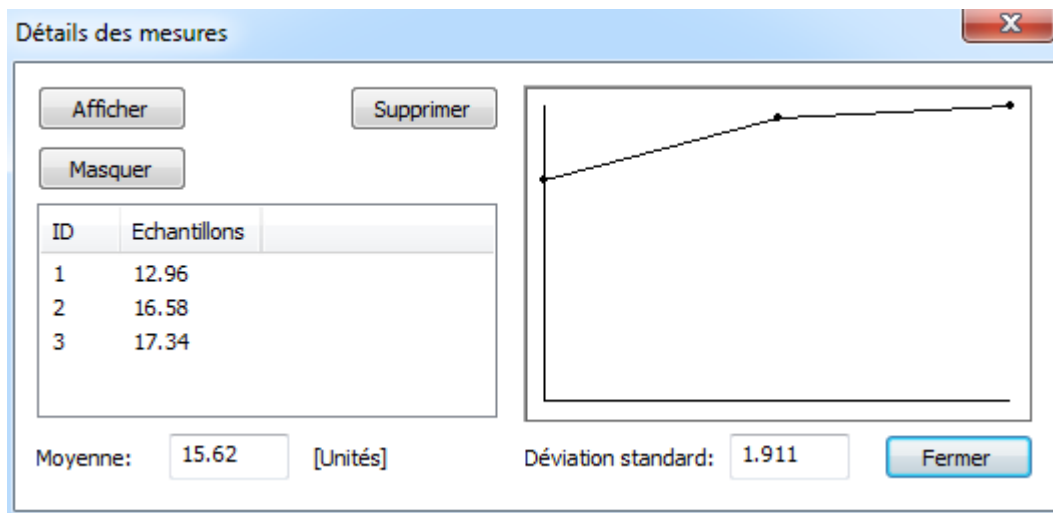 Détails des mesures
Afficher Supprimer
Masquer
ID Echantillons
1 12.96
2 16.58
3 17.34
Moyenne: 15.62 [Unités] Déviation standard: 1.911 Fermer